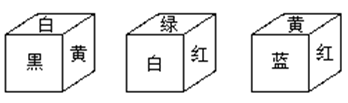 白 绿 黄
黑 黄 白 红 蓝 红